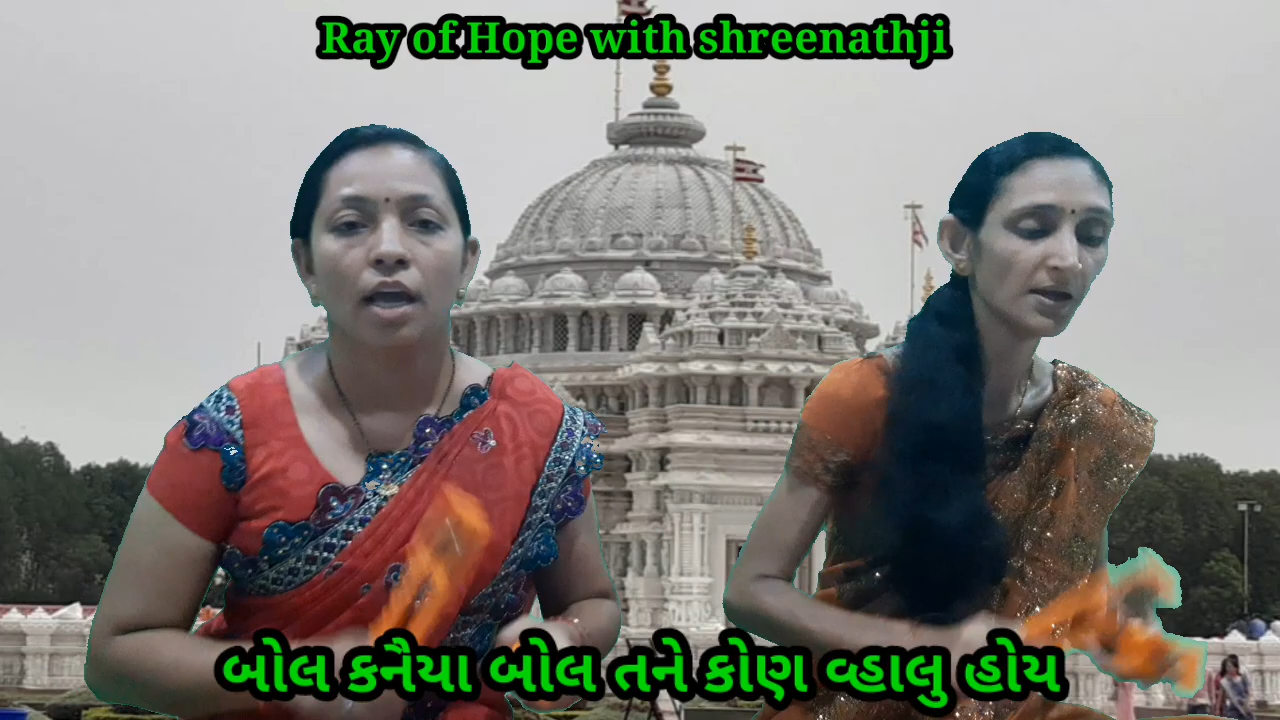 Ray of Hope with shreenathji
બોલ કનૈયા બોલ તને કોણ વ્હાલુ હોય